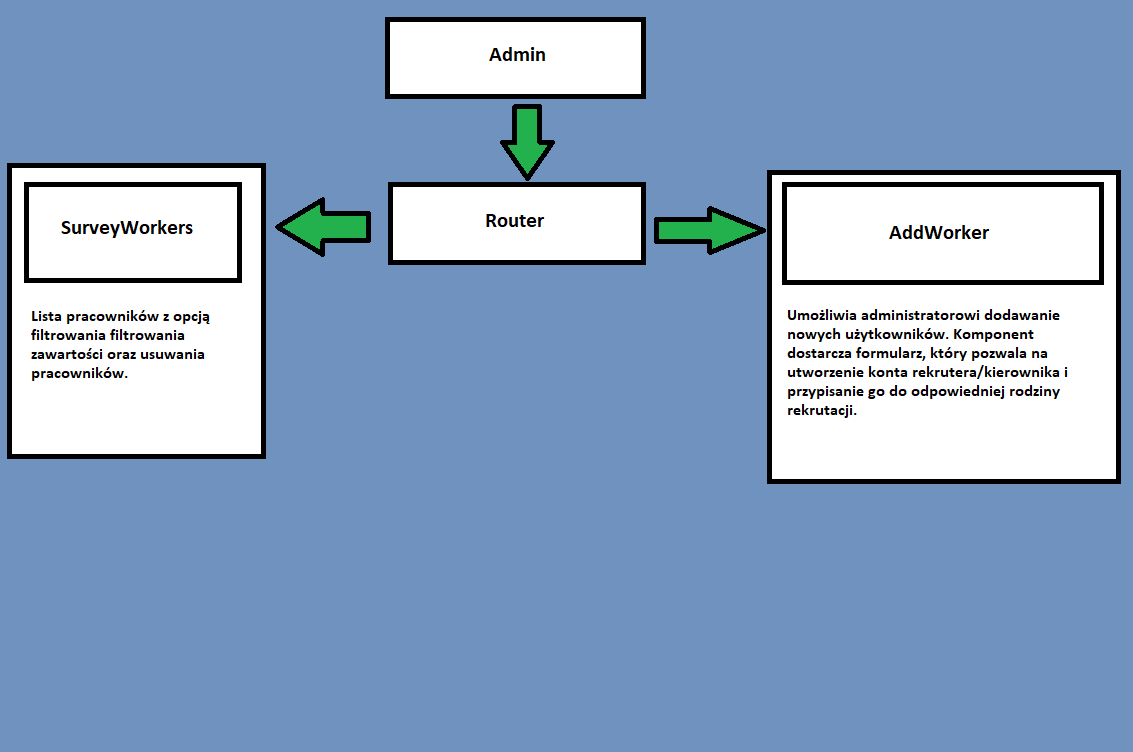 Admin
Router
SurveyWorkers
Lista pracowników z opcją
filtrowania filtrowania
zawartości oraz usuwania
pracowników.
AddWorker
Umożliwia administratorowi dodawanie
nowych użytkowników. Komponent
dostarcza formularz, który pozwala na
utworzenie konta rekrutera/kierownika i
przypisanie go do odpowiedniej rodziny
rekrutacji.